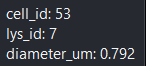 cell_id: 53
lys_id: 7
diameter_um: 0.792